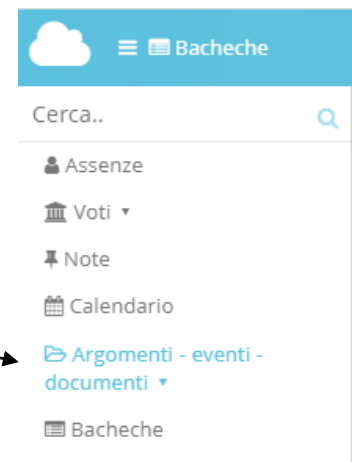 Bacheche
Cerca..
Assenze
Voti
Note
Calendario
Argomenti - eventi -
documenti
Bacheche